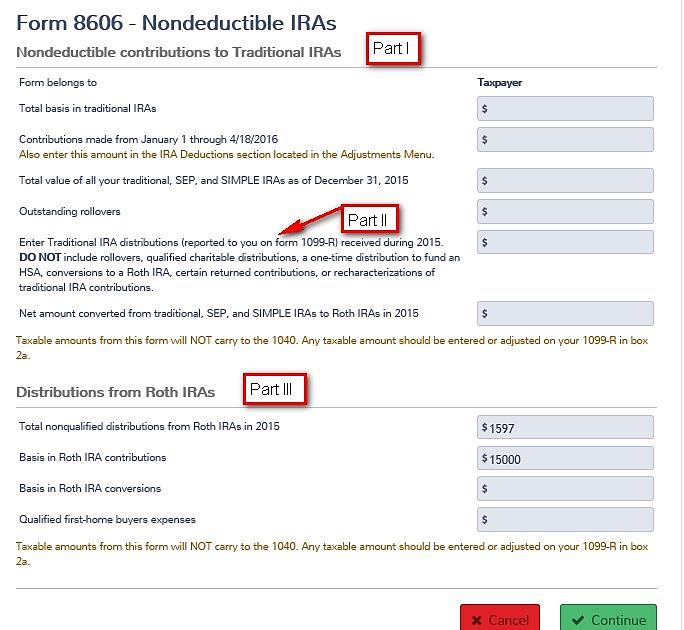 Form 8606 - Nondeductible IRAs
Nondeductible contributions to Traditional IRAs
Part I
Form belongs to
Taxpayer
Total basis in traditional IRAs
$
Contributions made from January 1 through 4/18/2016
$
Also enter this amount in the IRA Deductions section located in the Adjustments Menu.
Total value of all your traditional, SEP, and SIMPLE IRAs as of December 31, 2015
$
Outstanding rollovers
$
Part II
Enter Traditional IRA distributions (reported to you on form 1099-R) received during 2015.
$
DO NOT include rollovers, qualified charitable distributions, a one-time distribution to fund an
HSA, conversions to a Roth IRA, certain returned contributions, or recharacterizations of
traditional IRA contributions.
Net amount converted from traditional, SEP, and SIMPLE IRAs to Roth IRAs in 2015
$
Taxable amounts from this form will NOT carry to the 1040. Any taxable amount should be entered or adjusted on your 1099-R in box
2a.
Distributions from Roth IRAs
Part III
Total nonqualified distributions from Roth IRAs in 2015
$ 1597
Basis in Roth IRA contributions
$ 15000
Basis in Roth IRA conversions
$
Qualified first-home buyers expenses
$
Taxable amounts from this form will NOT carry to the 1040. Any taxable amount should be entered or adjusted on your 1099-R in box
2a.
Cancel
Continue